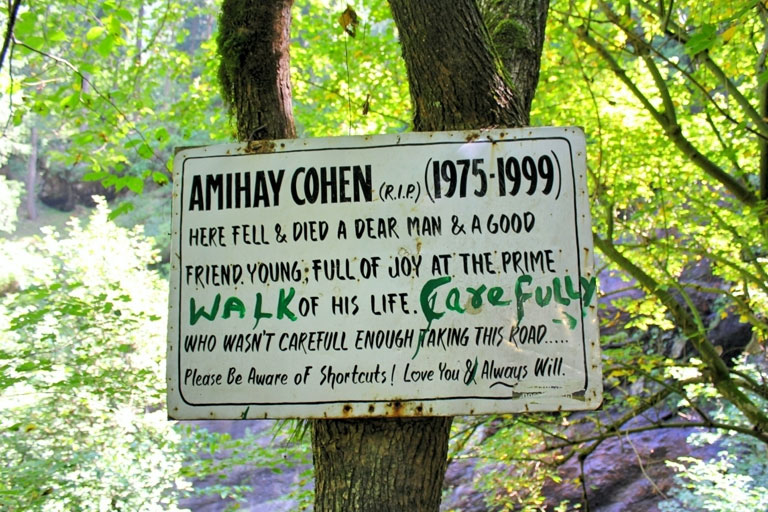 AMIHAY COHEN (R.I.P.) (1975-1999)
HERE FELL & DIED A DEAR MAN & A GOOD
FRIEND. YOUNG; FULL OF JOY AT THE PRIME
WALK OF HIS LIFE. Carefully
WHO WASN'T CAREFULL ENOUGH TAKING THIS ROAD.....
Please Be Aware of Shortcuts! Love You & Always Will.